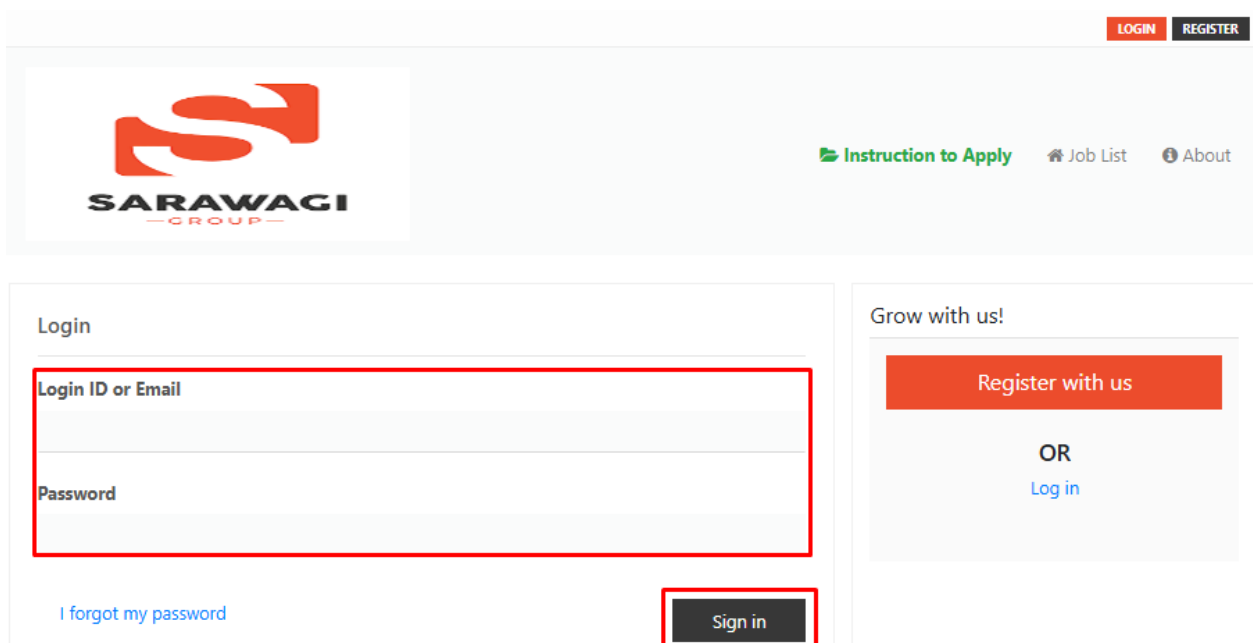 LOGIN REGISTER
SARAWAGI
GROUP
Instruction to Apply Job List About
Login
Login ID or Email
Password
I forgot my password
Sign in
Grow with us!
Register with us
OR
Log in